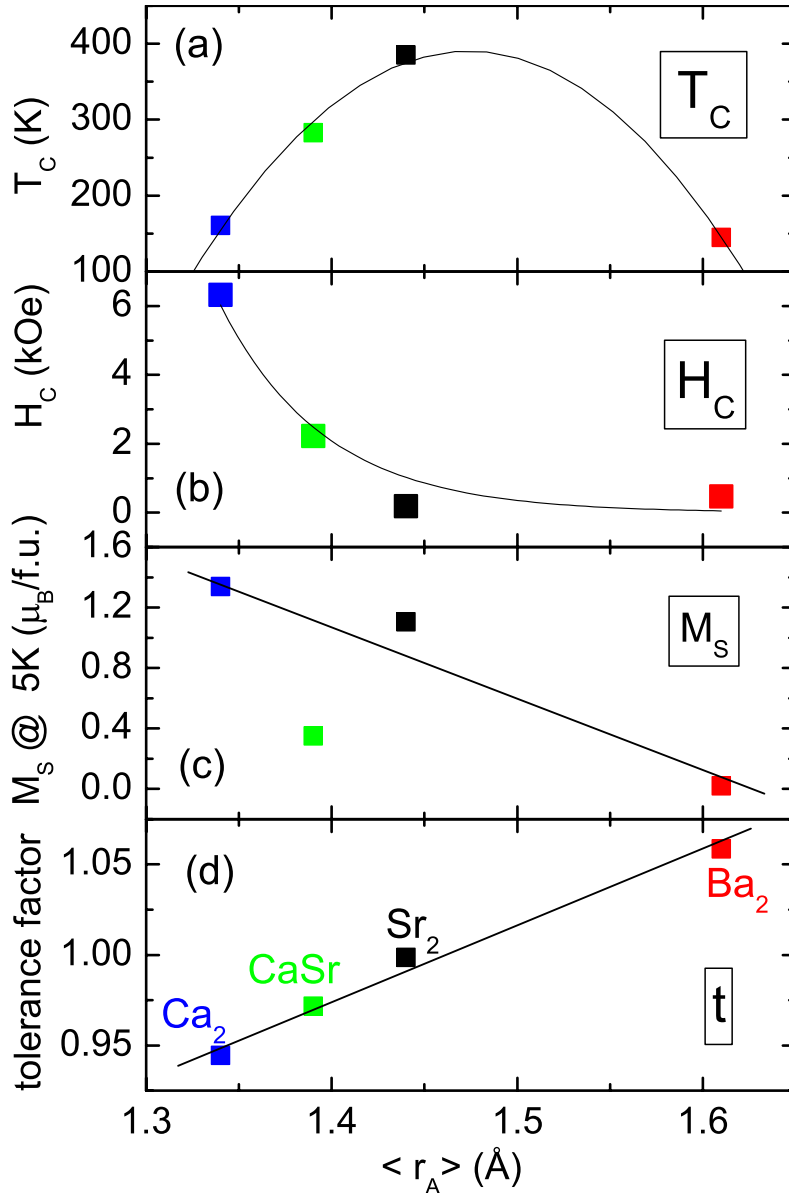 (a)
T_C
T_C (K)
400
300
200
100
(b)
H_C
H_C (kOe)
6
4
2
0
(c)
M_S
M_S @ 5K (μ_B/f.u.)
1.6
1.2
0.8
0.4
0.0
(d)
Ca_2
CaSr
Sr_2
Ba_2
t
tolerance factor
1.05
1.00
0.95
1.3 1.4 1.5 1.6
< r_A > (Å)